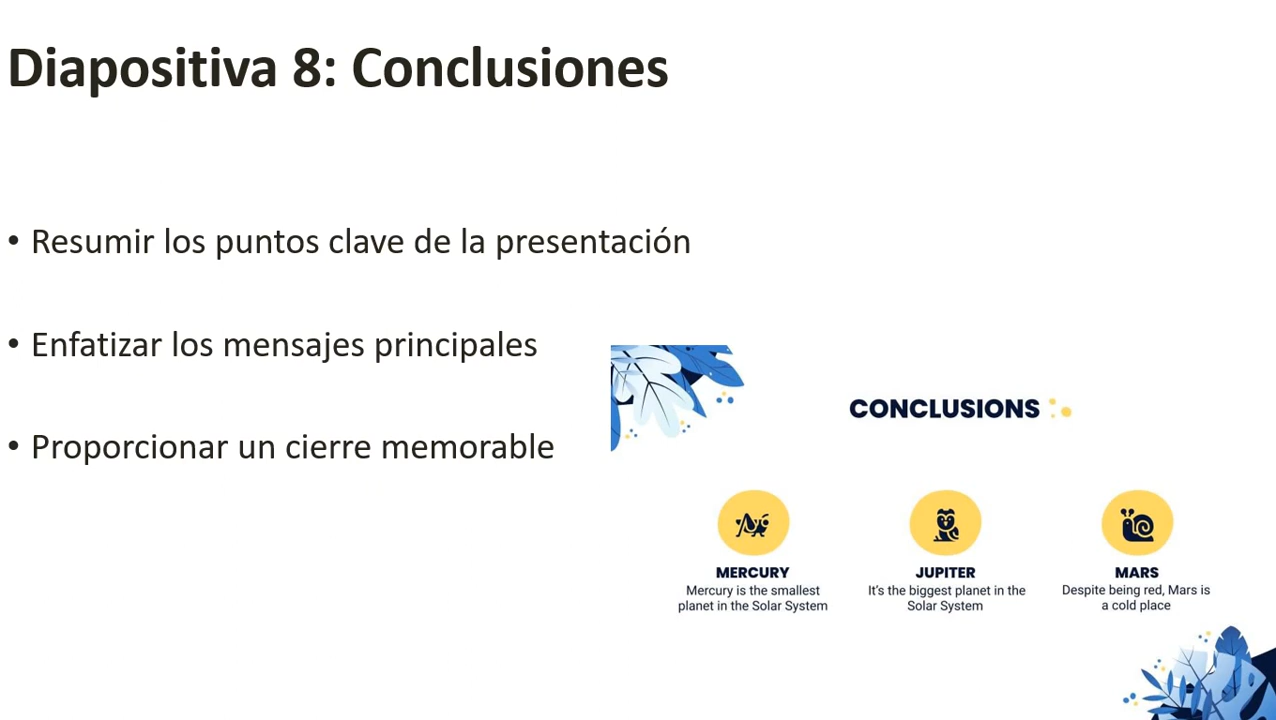 Diapositiva 8: Conclusiones
• Resumir los puntos clave de la presentación
• Enfatizar los mensajes principales
• Proporcionar un cierre memorable
CONCLUSIONS
MERCURY
Mercury is the smallest
planet in the Solar System
JUPITER
It's the biggest planet in the
Solar System
MARS
Despite being red, Mars is
a cold place